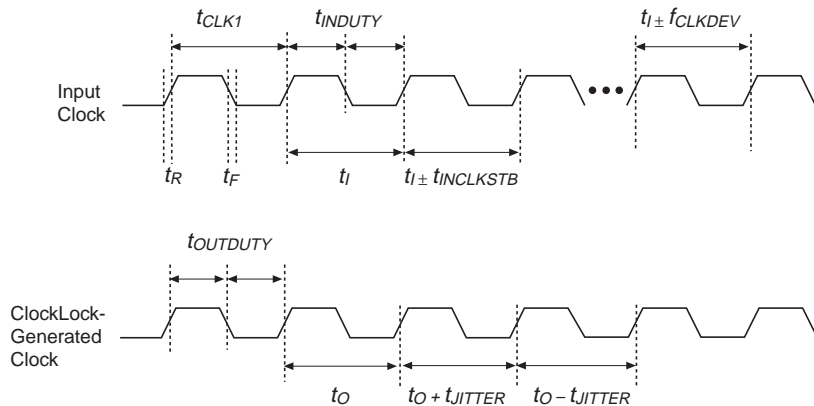 tCLK1 tINDUTY tI ± fCLKDEV
Input
Clock
tR tF tI tI ± tINCLKSTB
tOUTDUTY
ClockLock-
Generated
Clock
tO tO + tJITTER tO – tJITTER